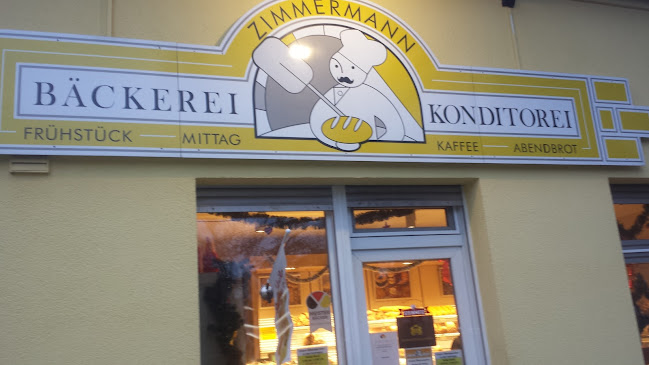 ZIMMERMANN
BÄCKEREI KONDITOREI
FRÜHSTÜCK — MITTAG KAFFEE — ABENDBROT